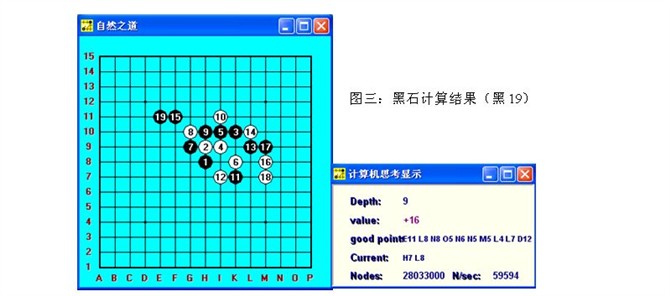 自然之道
15
14
13
12
11 19 15 10
10 8 9 5 3 14
9 7 2 4 13 17
8 1 6 16
7 12 11 18
6
5
4
3
2
1
A B C D E F G H I J K L M N O P
图三：黑石计算结果（黑19）
计算机思考显示
Depth: 9
value: +16
good point: E11 L8 N8 O5 N6 N5 M5 L4 L7 D12
Current: H7 L8
Nodes: 28033000 N/sec: 59594